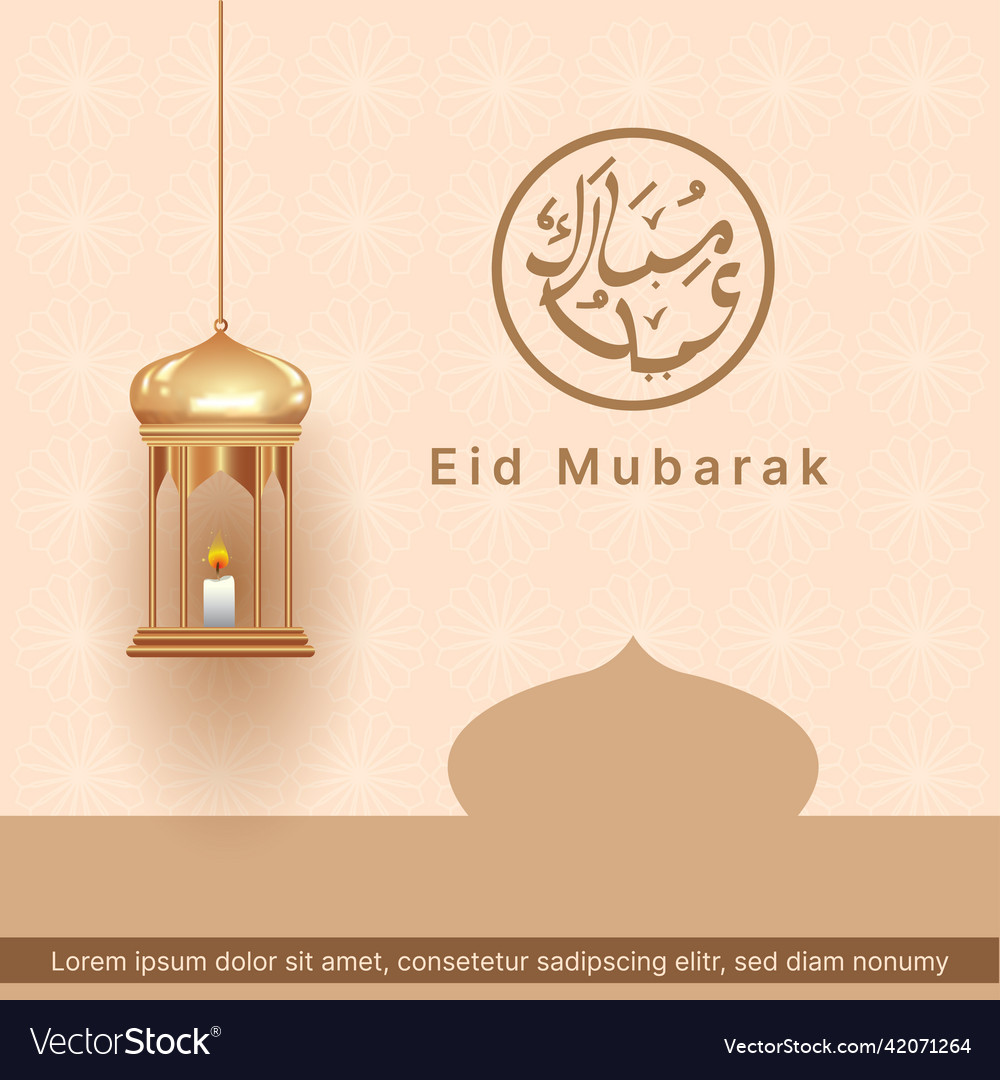 عيد مبارك
Eid Mubarak
Lorem ipsum dolor sit amet, consetetur sadipscing elitr, sed diam nonumy
VectorStock®
VectorStock.com/42071264